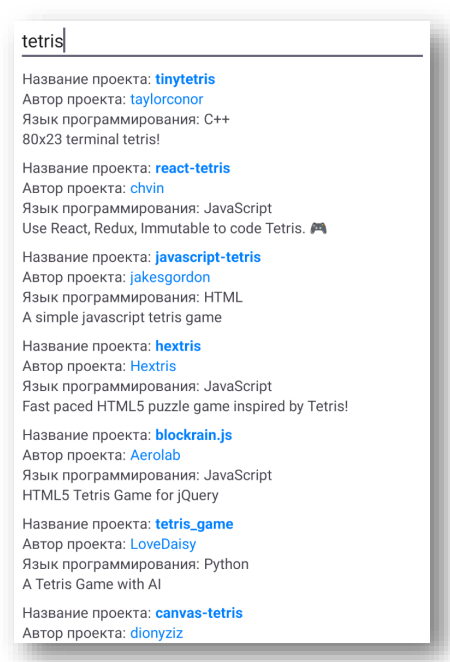 tetris
Название проекта: tinytetris
Автор проекта: taylorconor
Язык программирования: C++
80x23 terminal tetris!
Название проекта: react-tetris
Автор проекта: chvin
Язык программирования: JavaScript
Use React, Redux, Immutable to code Tetris. 🎮
Название проекта: javascript-tetris
Автор проекта: jakesgordon
Язык программирования: HTML
A simple javascript tetris game
Название проекта: hextris
Автор проекта: Hextris
Язык программирования: JavaScript
Fast paced HTML5 puzzle game inspired by Tetris!
Название проекта: blockrain.js
Автор проекта: Aerolab
Язык программирования: JavaScript
HTML5 Tetris Game for jQuery
Название проекта: tetris_game
Автор проекта: LoveDaisy
Язык программирования: Python
A Tetris Game with AI
Название проекта: canvas-tetris
Автор проекта: dionyziz